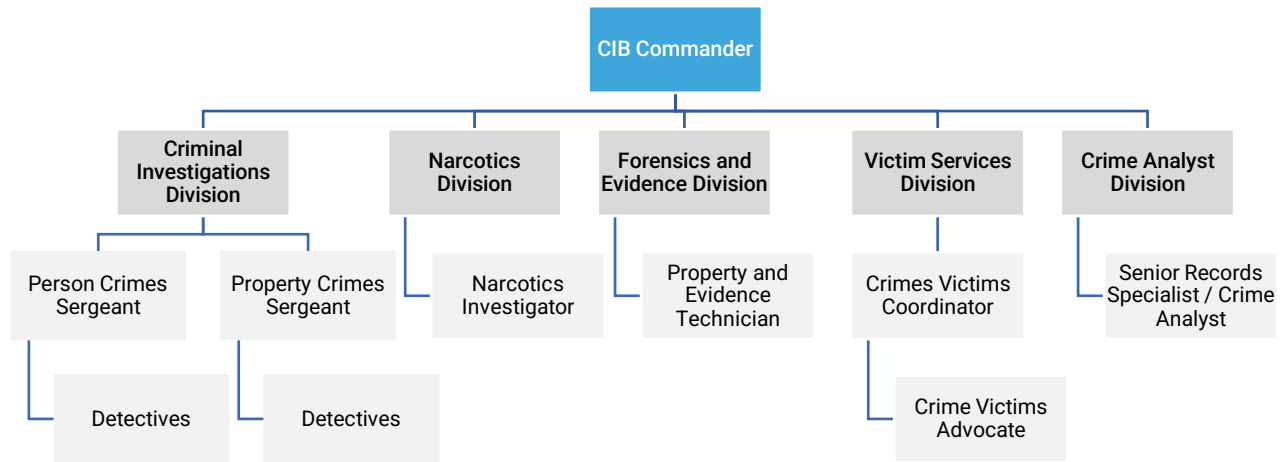 CIB Commander
Criminal
Investigations
Division
Narcotics
Division
Forensics and
Evidence Division
Victim Services
Division
Crime Analyst
Division
Person Crimes
Sergeant
Property Crimes
Sergeant
Narcotics
Investigator
Property and
Evidence
Technician
Crimes Victims
Coordinator
Senior Records
Specialist / Crime
Analyst
Detectives
Detectives
Crime Victims
Advocate